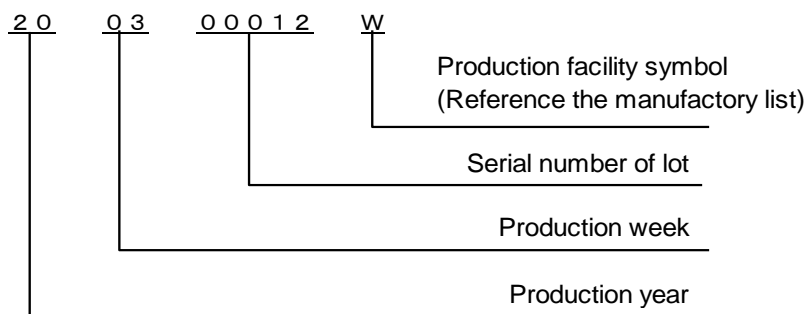 ２０ ０３ ０００１２ Ｗ
Production facility symbol
(Reference the manufactory list)
Serial number of lot
Production week
Production year